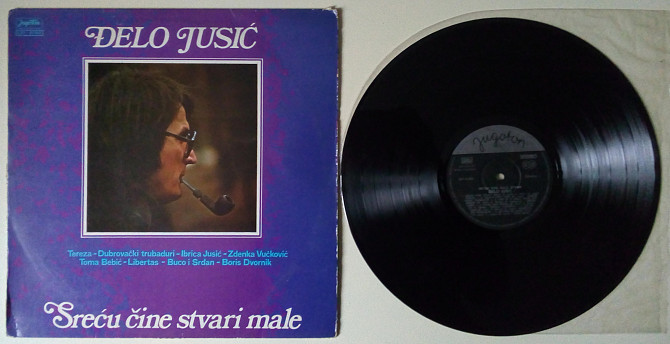 Jugoton
ĐELO JUSIĆ
Tereza - Dubrovački trubaduri - Ibrica Jusić - Zdenka Vučković
Toma Bebić - Libertas - Buco i Srđan - Boris Dvornik
Sreću čine stvari male
Jugoton